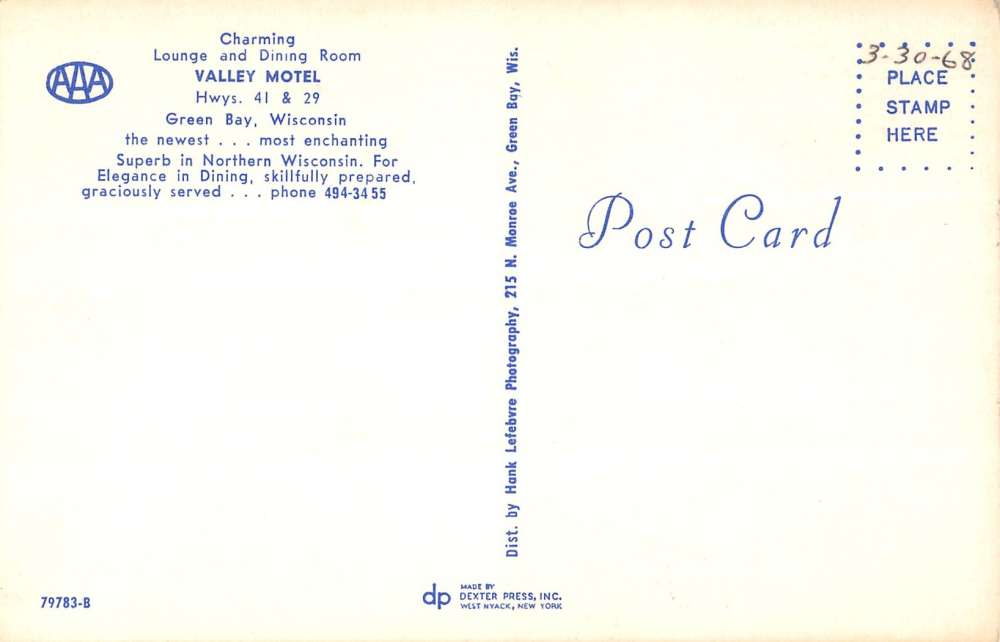 AAA
Charming
Lounge and Dining Room
VALLEY MOTEL
Hwys. 41 & 29
Green Bay, Wisconsin
the newest . . . most enchanting
Superb in Northern Wisconsin. For
Elegance in Dining, skillfully prepared,
graciously served . . . phone 494-3455
Dist. by Hank Lefebvre Photography, 215 N. Monroe Ave., Green Bay, Wis.
3-30-68
PLACE
STAMP
HERE
Post Card
79783-B
dp
MADE BY
DEXTER PRESS, INC.
WEST NYACK, NEW YORK